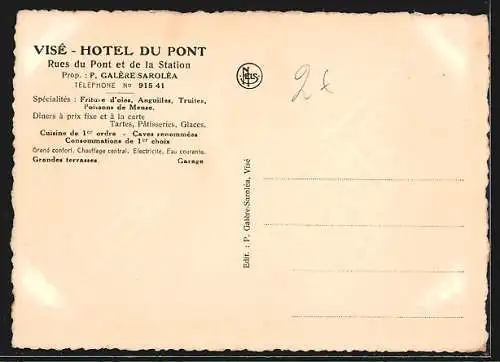 VISÉ - HOTEL DU PONT
Rues du Pont et de la Station
Prop. : P. GALÈRE-SAROLÉA
TÉLÉPHONE No 915 41
Spécialités : Friture d'oies, Anguilles, Truites,
Poissons de Meuse.
Diners à prix fixe et à la carte
Tartes, Pâtisseries, Glaces.
Cuisine de 1er ordre - Caves renommées
Consommations de 1er choix
Grand confort. Chauffage central. Electricité. Eau courante.
Grandes terrasses. Garage
Edit. : P. Galère-Saroléa, Visé